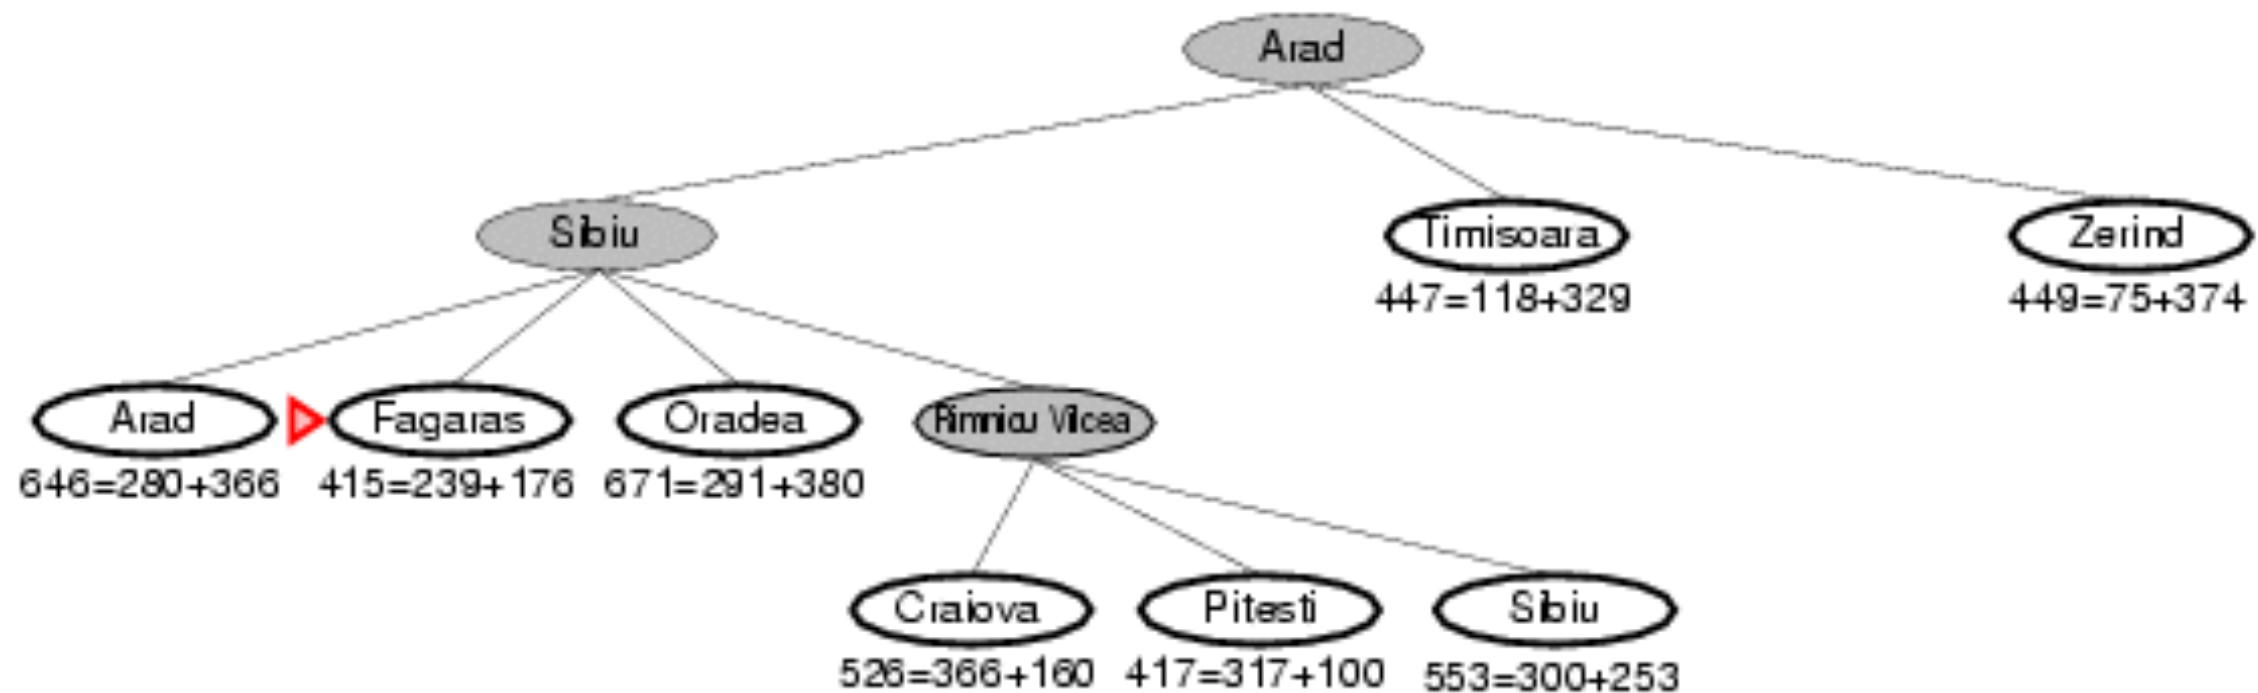 Arad
Sibiu
Timisoara
Zerind
447=118+329
449=75+374
Arad
Fagaras
Oradea
Rimnicu Vilcea
646=280+366
415=239+176
671=291+380
Craiova
Pitesti
Sibiu
526=366+160
417=317+100
553=300+253